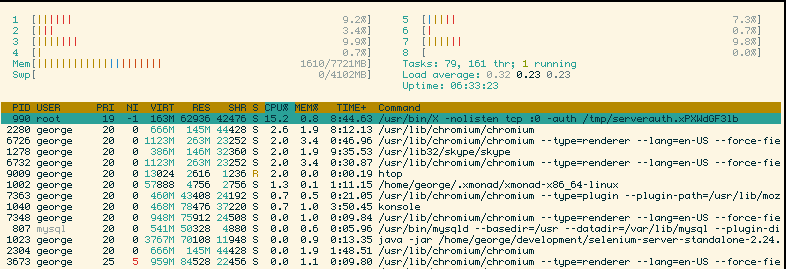 1 [|||||| 9.2%] 5 [||||| 7.3%]
2 [||| 3.4%] 6 [| 0.7%]
3 [||||||| 9.9%] 7 [|||||| 9.8%]
4 [| 0.7%] 8 [ 0.0%]
Mem[||||||||||||||||||||| 1610/7721MB] Tasks: 79, 161 thr; 1 running
Swp[ 0/4102MB] Load average: 0.32 0.23 0.23
Uptime: 06:33:23
PID USER PRI NI VIRT RES SHR S CPU% MEM% TIME+ Command
990 root 19 -1 163M 62936 42476 S 15.2 0.8 8:44.63 /usr/bin/X -nolisten tcp :0 -auth /tmp/serverauth.xPXWdGF3lb
2280 george 20 0 666M 145M 44428 S 2.6 1.9 8:12.13 /usr/lib/chromium/chromium
6726 george 20 0 1123M 263M 23252 S 2.0 3.4 6:46.96 /usr/lib/chromium/chromium --type=renderer --lang=en-US --force-fie
1278 george 20 0 386M 146M 32360 S 2.0 1.9 9:35.53 /usr/lib32/skype/skype
6732 george 20 0 1123M 263M 23252 S 2.0 3.4 0:30.87 /usr/lib/chromium/chromium --type=renderer --lang=en-US --force-fie
9009 george 20 0 13024 2616 1236 R 2.0 0.0 0:00.19 htop
1002 george 20 0 57888 4756 2756 S 1.3 0.1 1:11.15 /home/george/.xmonad/xmonad-x86_64-linux
7363 george 20 0 460M 43408 24192 S 0.7 0.5 0:21.05 /usr/lib/chromium/chromium --type=plugin --plugin-path=/usr/lib/moz
1040 george 20 0 468M 78476 37220 S 0.7 1.0 3:50.45 konsole
7348 george 20 0 948M 75912 24508 S 0.0 1.0 0:09.84 /usr/lib/chromium/chromium --type=renderer --lang=en-US --force-fie
807 mysql 20 0 541M 50328 4880 S 0.0 0.6 0:05.96 /usr/bin/mysqld --basedir=/usr --datadir=/var/lib/mysql --plugin-di
1023 george 20 0 3767M 70108 11948 S 0.0 0.9 0:13.35 java -jar /home/george/development/selenium-server-standalone-2.24.
2304 george 20 0 666M 145M 44428 S 0.0 1.9 1:48.51 /usr/lib/chromium/chromium
3673 george 25 5 959M 84528 22456 S 0.0 1.1 0:09.80 /usr/lib/chromium/chromium --type=renderer --lang=en-US --force-fie